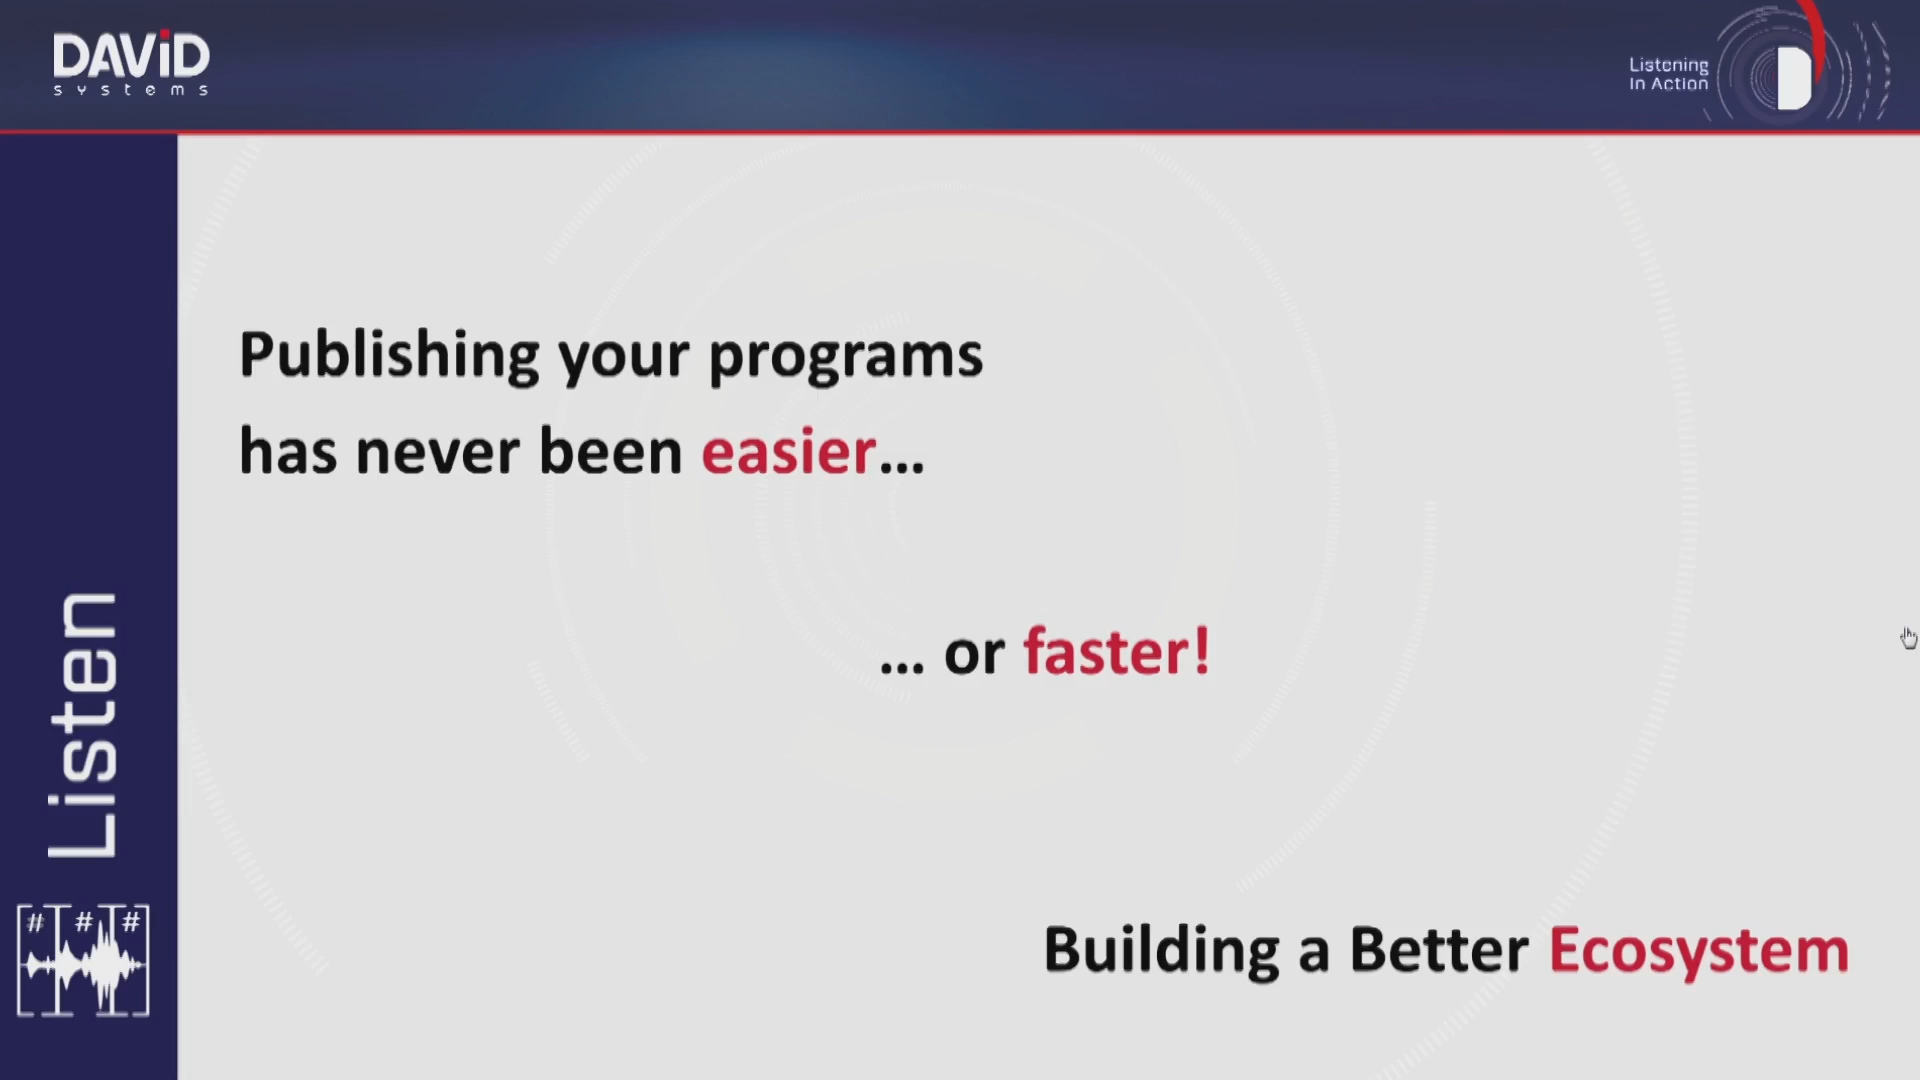 DAViD
systems
Listening
In Action
Publishing your programs
has never been easier...
... or faster!
Building a Better Ecosystem
Listen
# # #